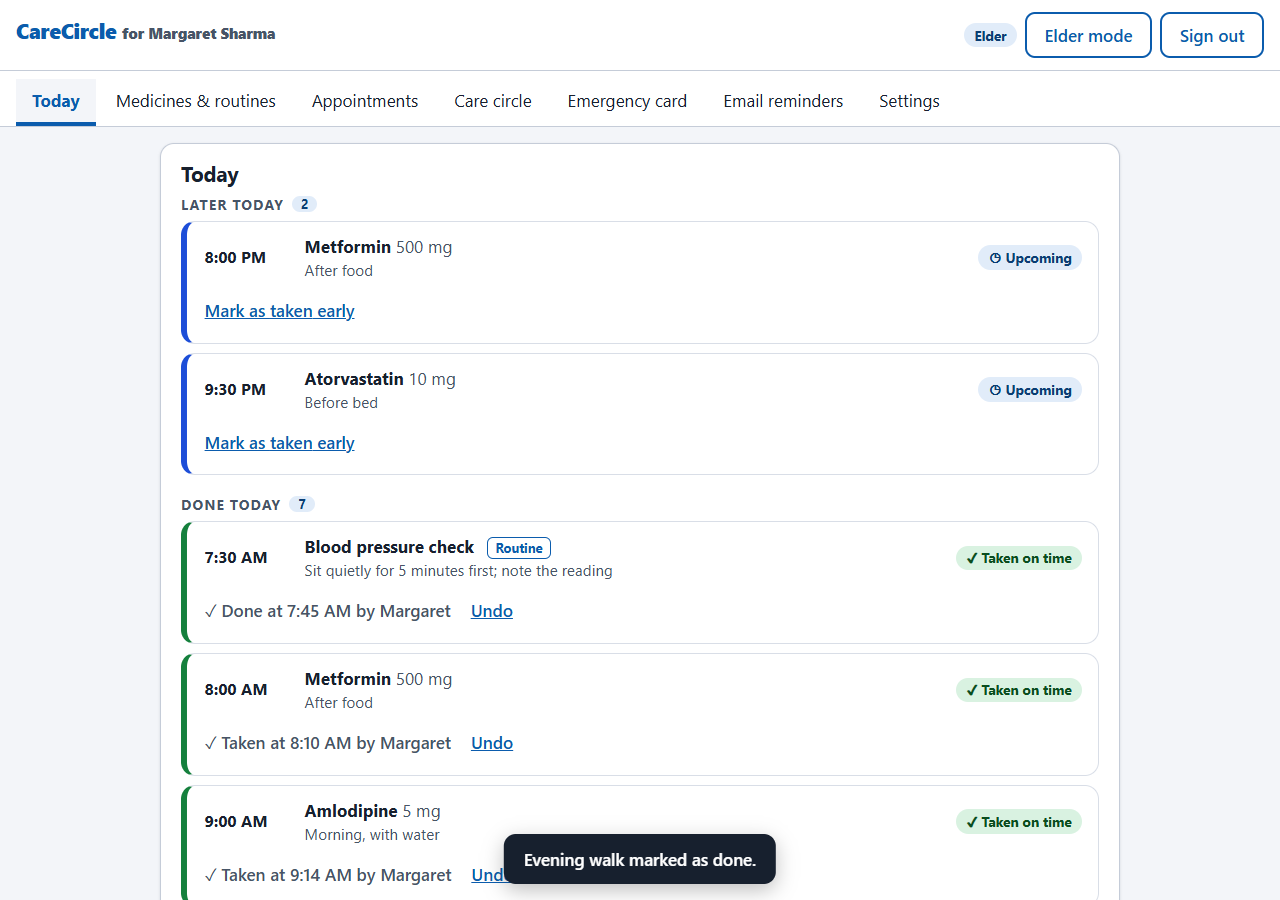 CareCircle for Margaret Sharma
Elder
Elder mode
Sign out
Today
Medicines & routines
Appointments
Care circle
Emergency card
Email reminders
Settings
Today
LATER TODAY 2
8:00 PM
Metformin 500 mg
After food
Upcoming
Mark as taken early
9:30 PM
Atorvastatin 10 mg
Before bed
Upcoming
Mark as taken early
DONE TODAY 7
7:30 AM
Blood pressure check Routine
Sit quietly for 5 minutes first; note the reading
✓ Taken on time
✓ Done at 7:45 AM by Margaret Undo
8:00 AM
Metformin 500 mg
After food
✓ Taken on time
✓ Taken at 8:10 AM by Margaret Undo
9:00 AM
Amlodipine 5 mg
Morning, with water
✓ Taken on time
✓ Taken at 9:14 AM by Margaret
Evening walk marked as done.